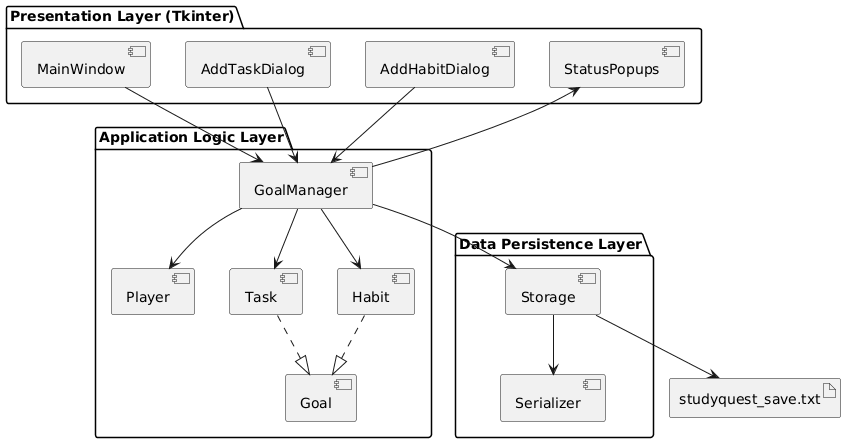 Presentation Layer (Tkinter)
MainWindow
AddTaskDialog
AddHabitDialog
StatusPopups
Application Logic Layer
GoalManager
Data Persistence Layer
Player
Task
Habit
Storage
Goal
Serializer
studyquest_save.txt